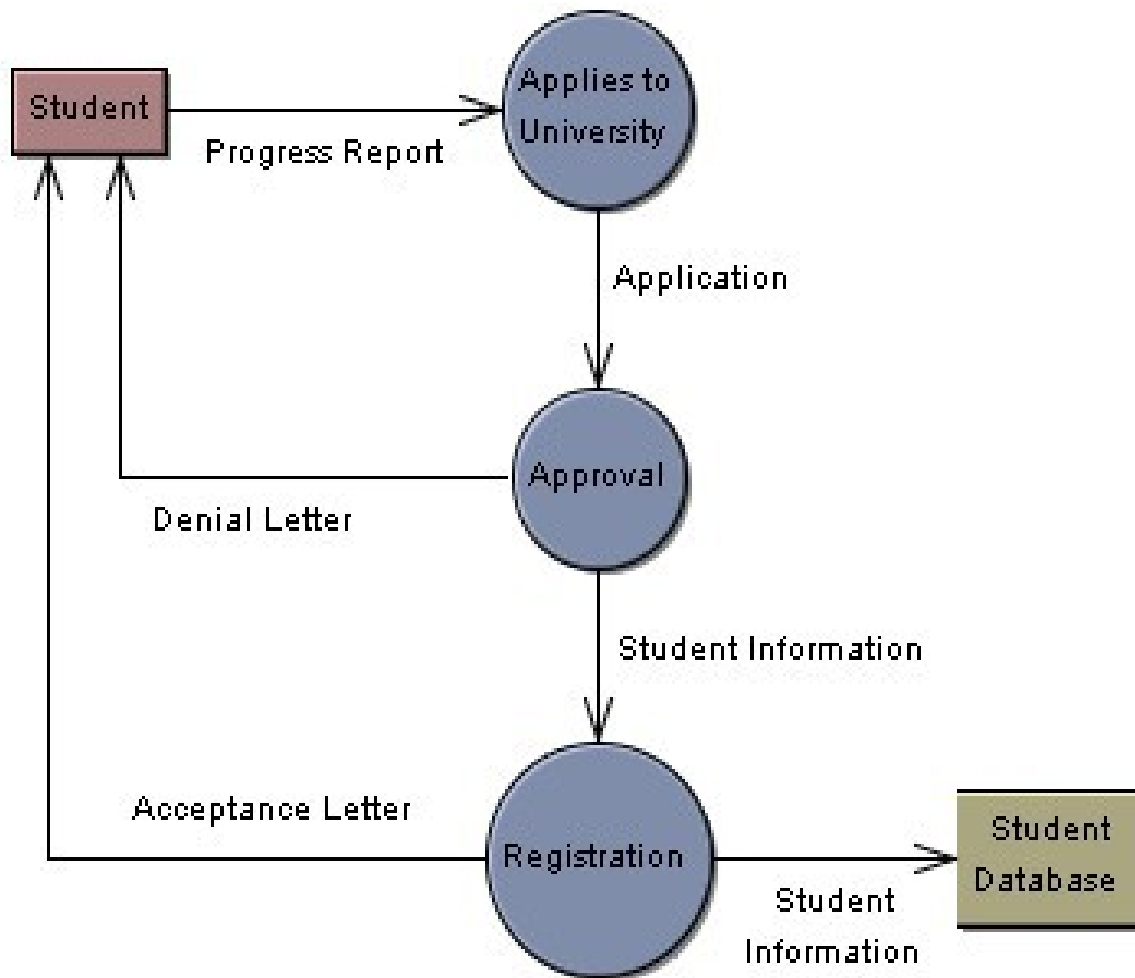 Student
Progress Report
Applies to
University
Application
Approval
Denial Letter
Student Information
Acceptance Letter
Registration
Student
Information
Student
Database